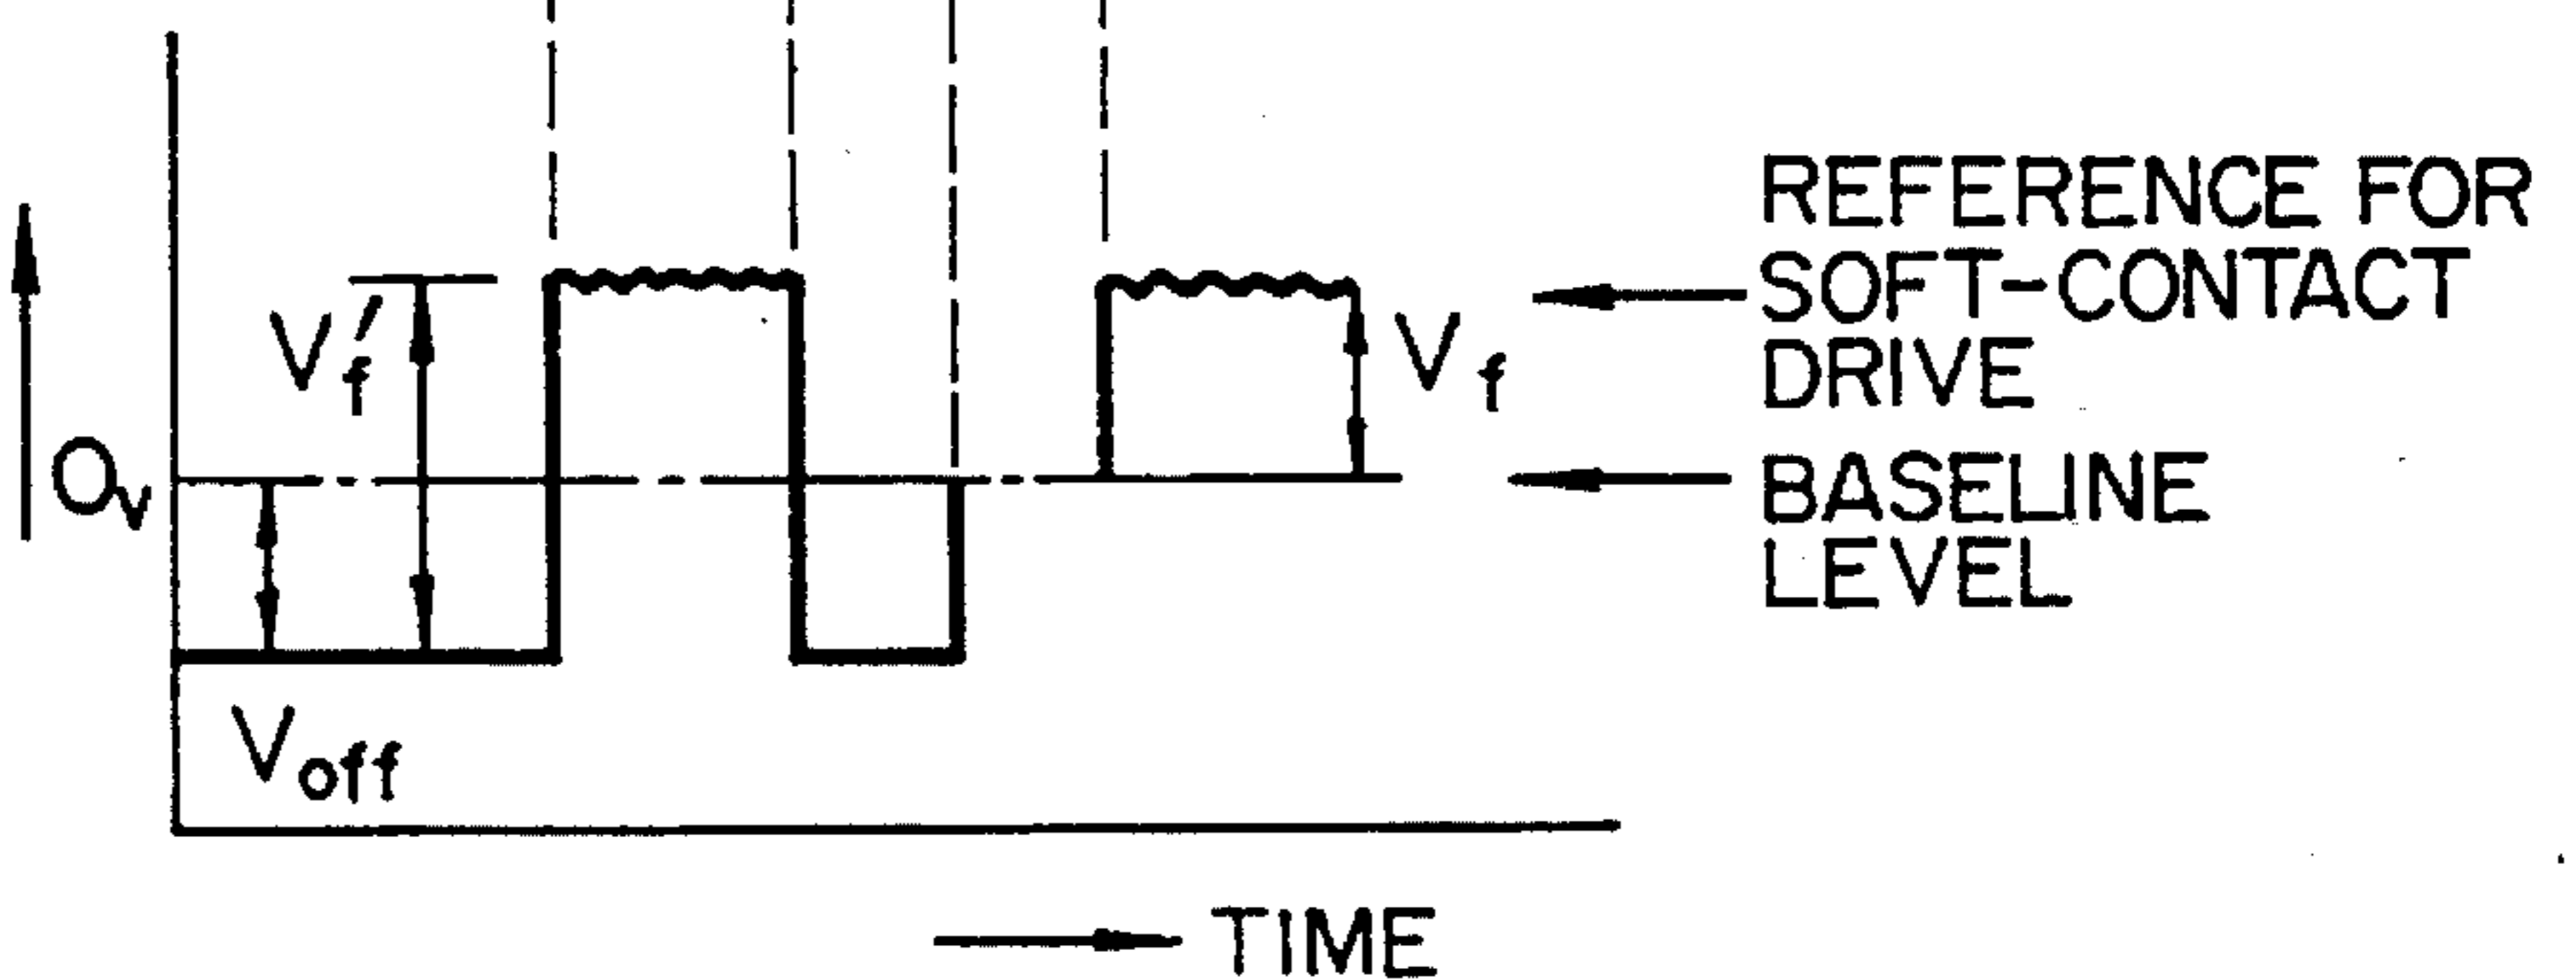 REFERENCE FOR
SOFT-CONTACT
DRIVE
V'f
Vf
Ov
BASELINE
LEVEL
Voff
TIME